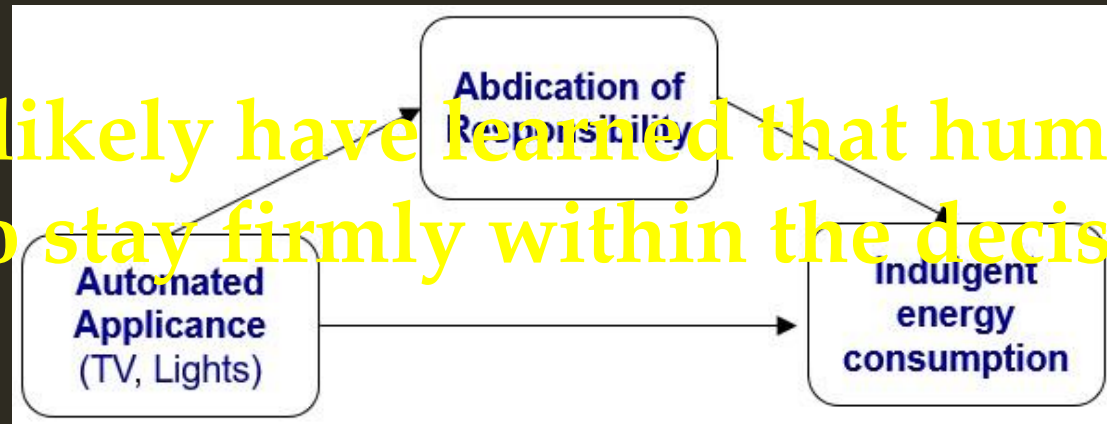 Abdication of
Responsibility
likely have learned that hum
stay firmly within the decis
Automated
Applicance
(TV, Lights)
Indulgent
energy
consumption